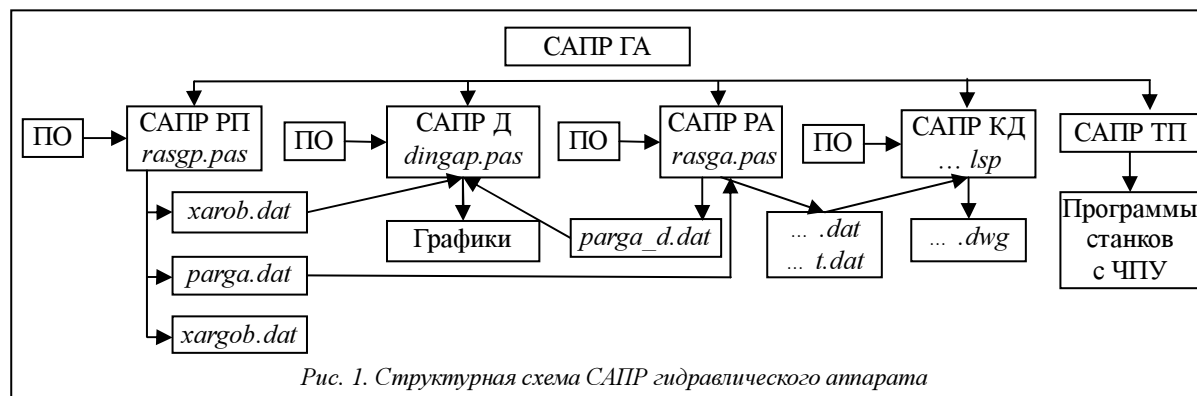 САПР ГА
ПО
САПР РП
rasgp.pas
ПО
САПР Д
dingap.pas
ПО
САПР РА
rasga.pas
ПО
САПР КД
... lsp
САПР ТП
xarob.dat
Графики
parga_d.dat
... .dat
... t.dat
... .dwg
Программы
станков
с ЧПУ
parga.dat
xargob.dat
Рис. 1. Структурная схема САПР гидравлического аппарата